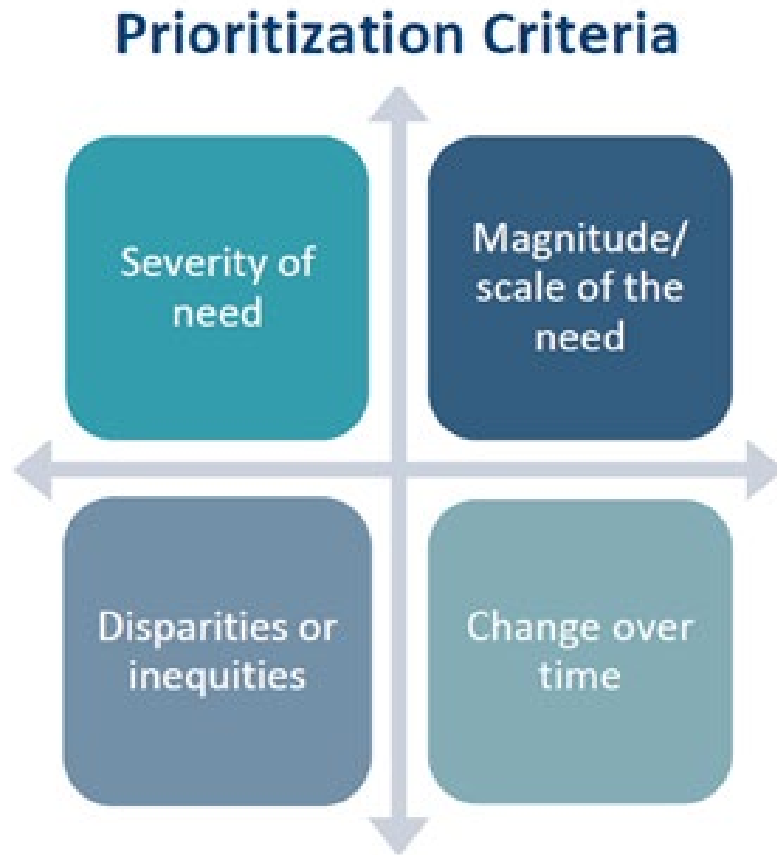 Prioritization Criteria
Severity of
need
Magnitude/
scale of the
need
Disparities or
inequities
Change over
time